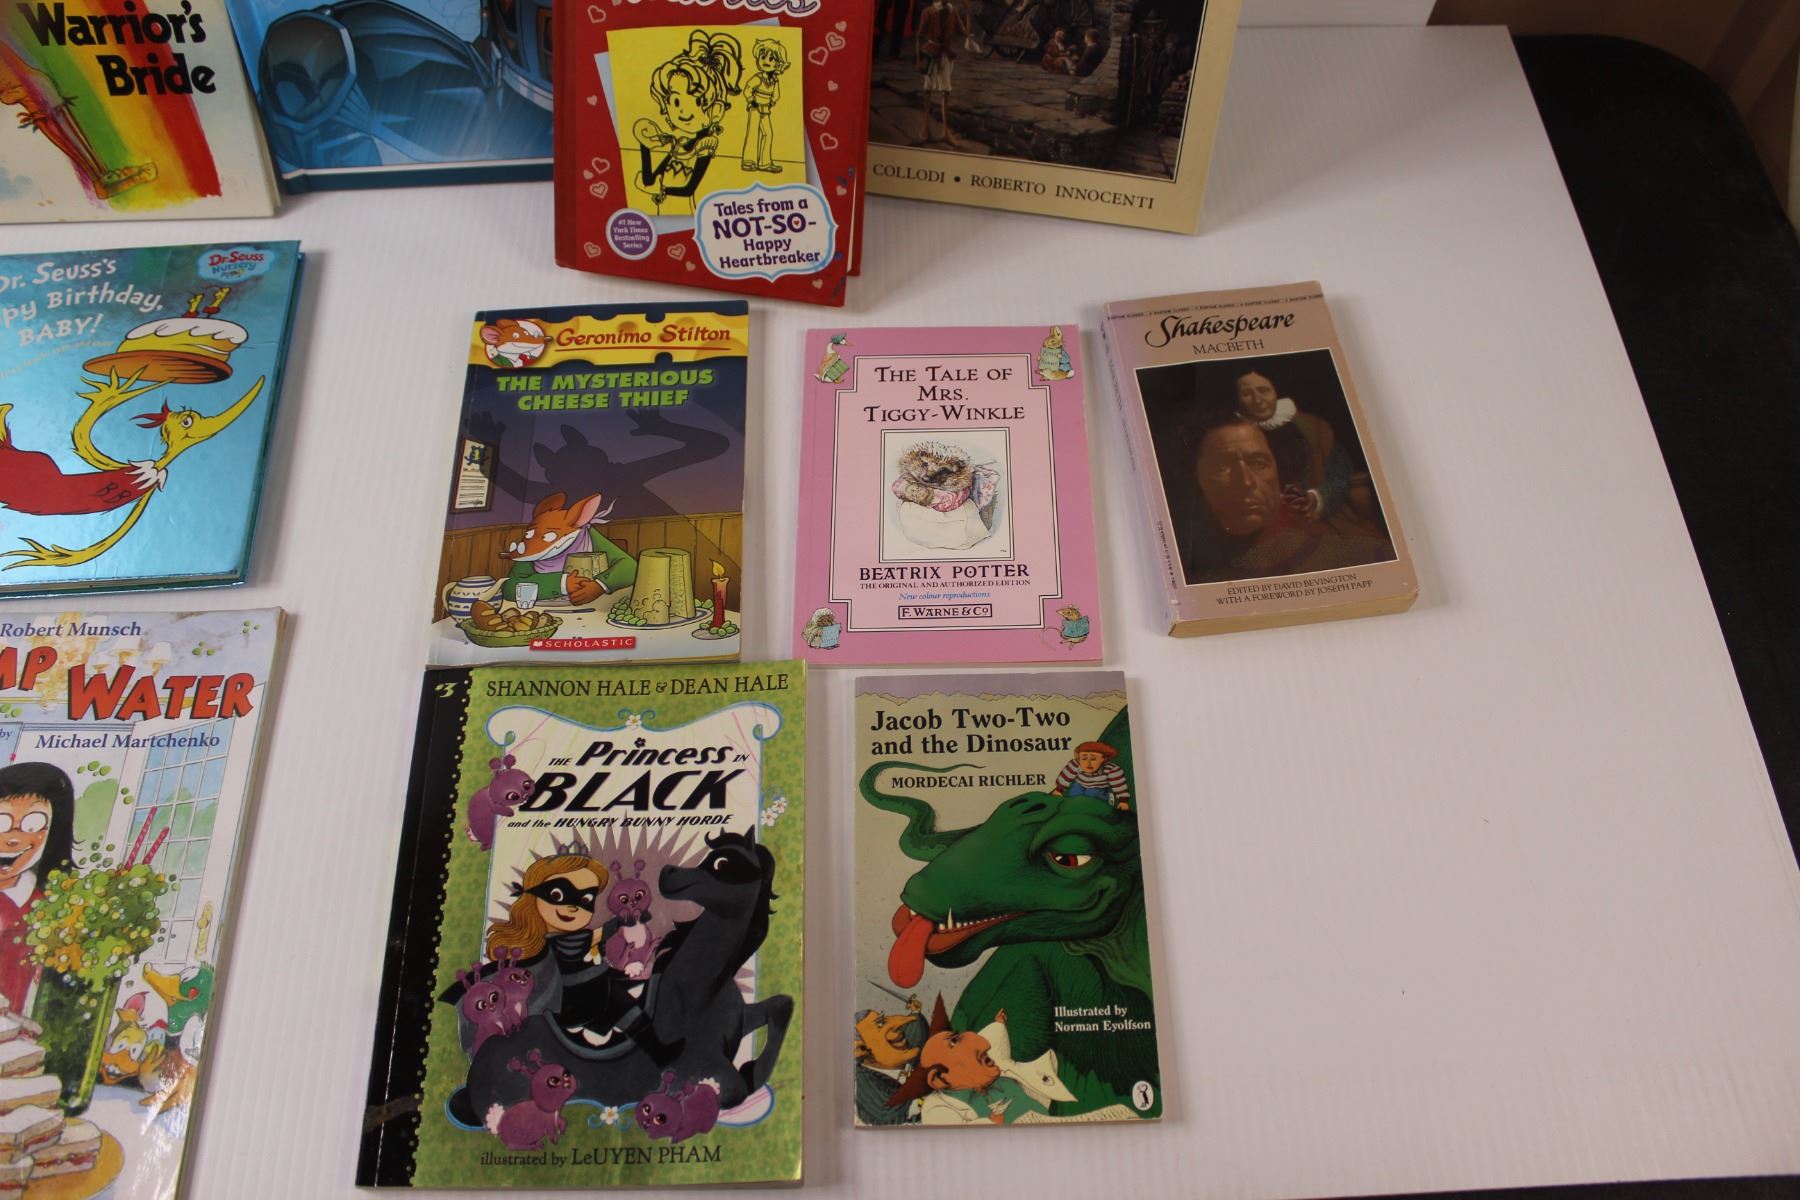 Warrior's
Bride
Tales from a
NOT-SO-
Happy
Heartbreaker
#1 New
York Times
Bestselling
Series
COLLODI • ROBERTO INNOCENTI
Dr. Seuss's
py Birthday,
BABY!
Dr. Seuss
Nursery
Geronimo Stilton
THE MYSTERIOUS
CHEESE THIEF
SCHOLASTIC
THE TALE OF
MRS.
TIGGY-WINKLE
BEATRIX POTTER
THE ORIGINAL AND AUTHORIZED EDITION
New colour reproductions
F. WARNE & Co
Shakespeare
MACBETH
EDITED BY DAVID BEVINGTON
WITH A FOREWORD BY JOSEPH PAPP
Robert Munsch
MP WATER
by Michael Martchenko
#3
SHANNON HALE & DEAN HALE
THE Princess IN
BLACK
and the HUNGRY BUNNY HORDE
illustrated by LeUYEN PHAM
Jacob Two-Two
and the Dinosaur
MORDECAI RICHLER
Illustrated by
Norman Eyolfson